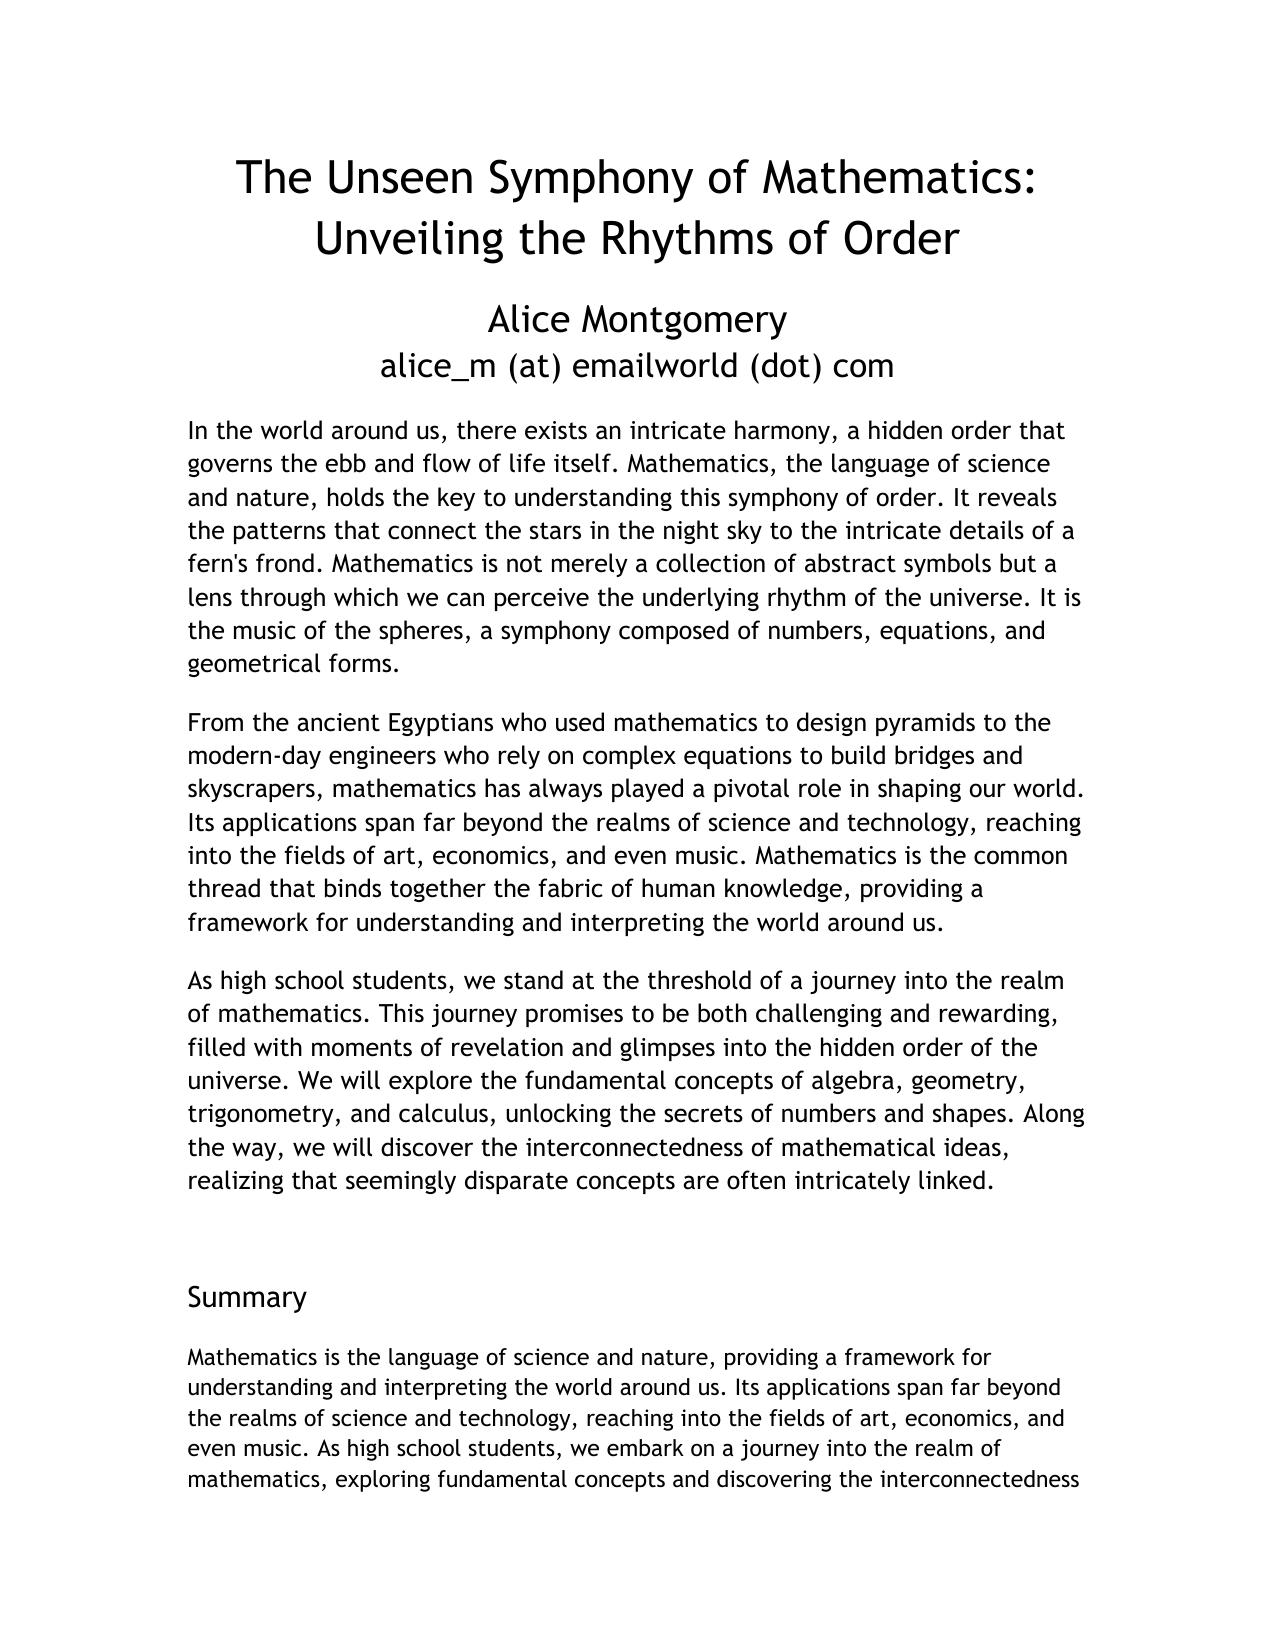 The Unseen Symphony of Mathematics:
Unveiling the Rhythms of Order
Alice Montgomery
alice_m (at) emailworld (dot) com
In the world around us, there exists an intricate harmony, a hidden order that
governs the ebb and flow of life itself. Mathematics, the language of science
and nature, holds the key to understanding this symphony of order. It reveals
the patterns that connect the stars in the night sky to the intricate details of a
fern's frond. Mathematics is not merely a collection of abstract symbols but a
lens through which we can perceive the underlying rhythm of the universe. It is
the music of the spheres, a symphony composed of numbers, equations, and
geometrical forms.
From the ancient Egyptians who used mathematics to design pyramids to the
modern-day engineers who rely on complex equations to build bridges and
skyscrapers, mathematics has always played a pivotal role in shaping our world.
Its applications span far beyond the realms of science and technology, reaching
into the fields of art, economics, and even music. Mathematics is the common
thread that binds together the fabric of human knowledge, providing a
framework for understanding and interpreting the world around us.
As high school students, we stand at the threshold of a journey into the realm
of mathematics. This journey promises to be both challenging and rewarding,
filled with moments of revelation and glimpses into the hidden order of the
universe. We will explore the fundamental concepts of algebra, geometry,
trigonometry, and calculus, unlocking the secrets of numbers and shapes. Along
the way, we will discover the interconnectedness of mathematical ideas,
realizing that seemingly disparate concepts are often intricately linked.
Summary
Mathematics is the language of science and nature, providing a framework for
understanding and interpreting the world around us. Its applications span far beyond
the realms of science and technology, reaching into the fields of art, economics, and
even music. As high school students, we embark on a journey into the realm of
mathematics, exploring fundamental concepts and discovering the interconnectedness